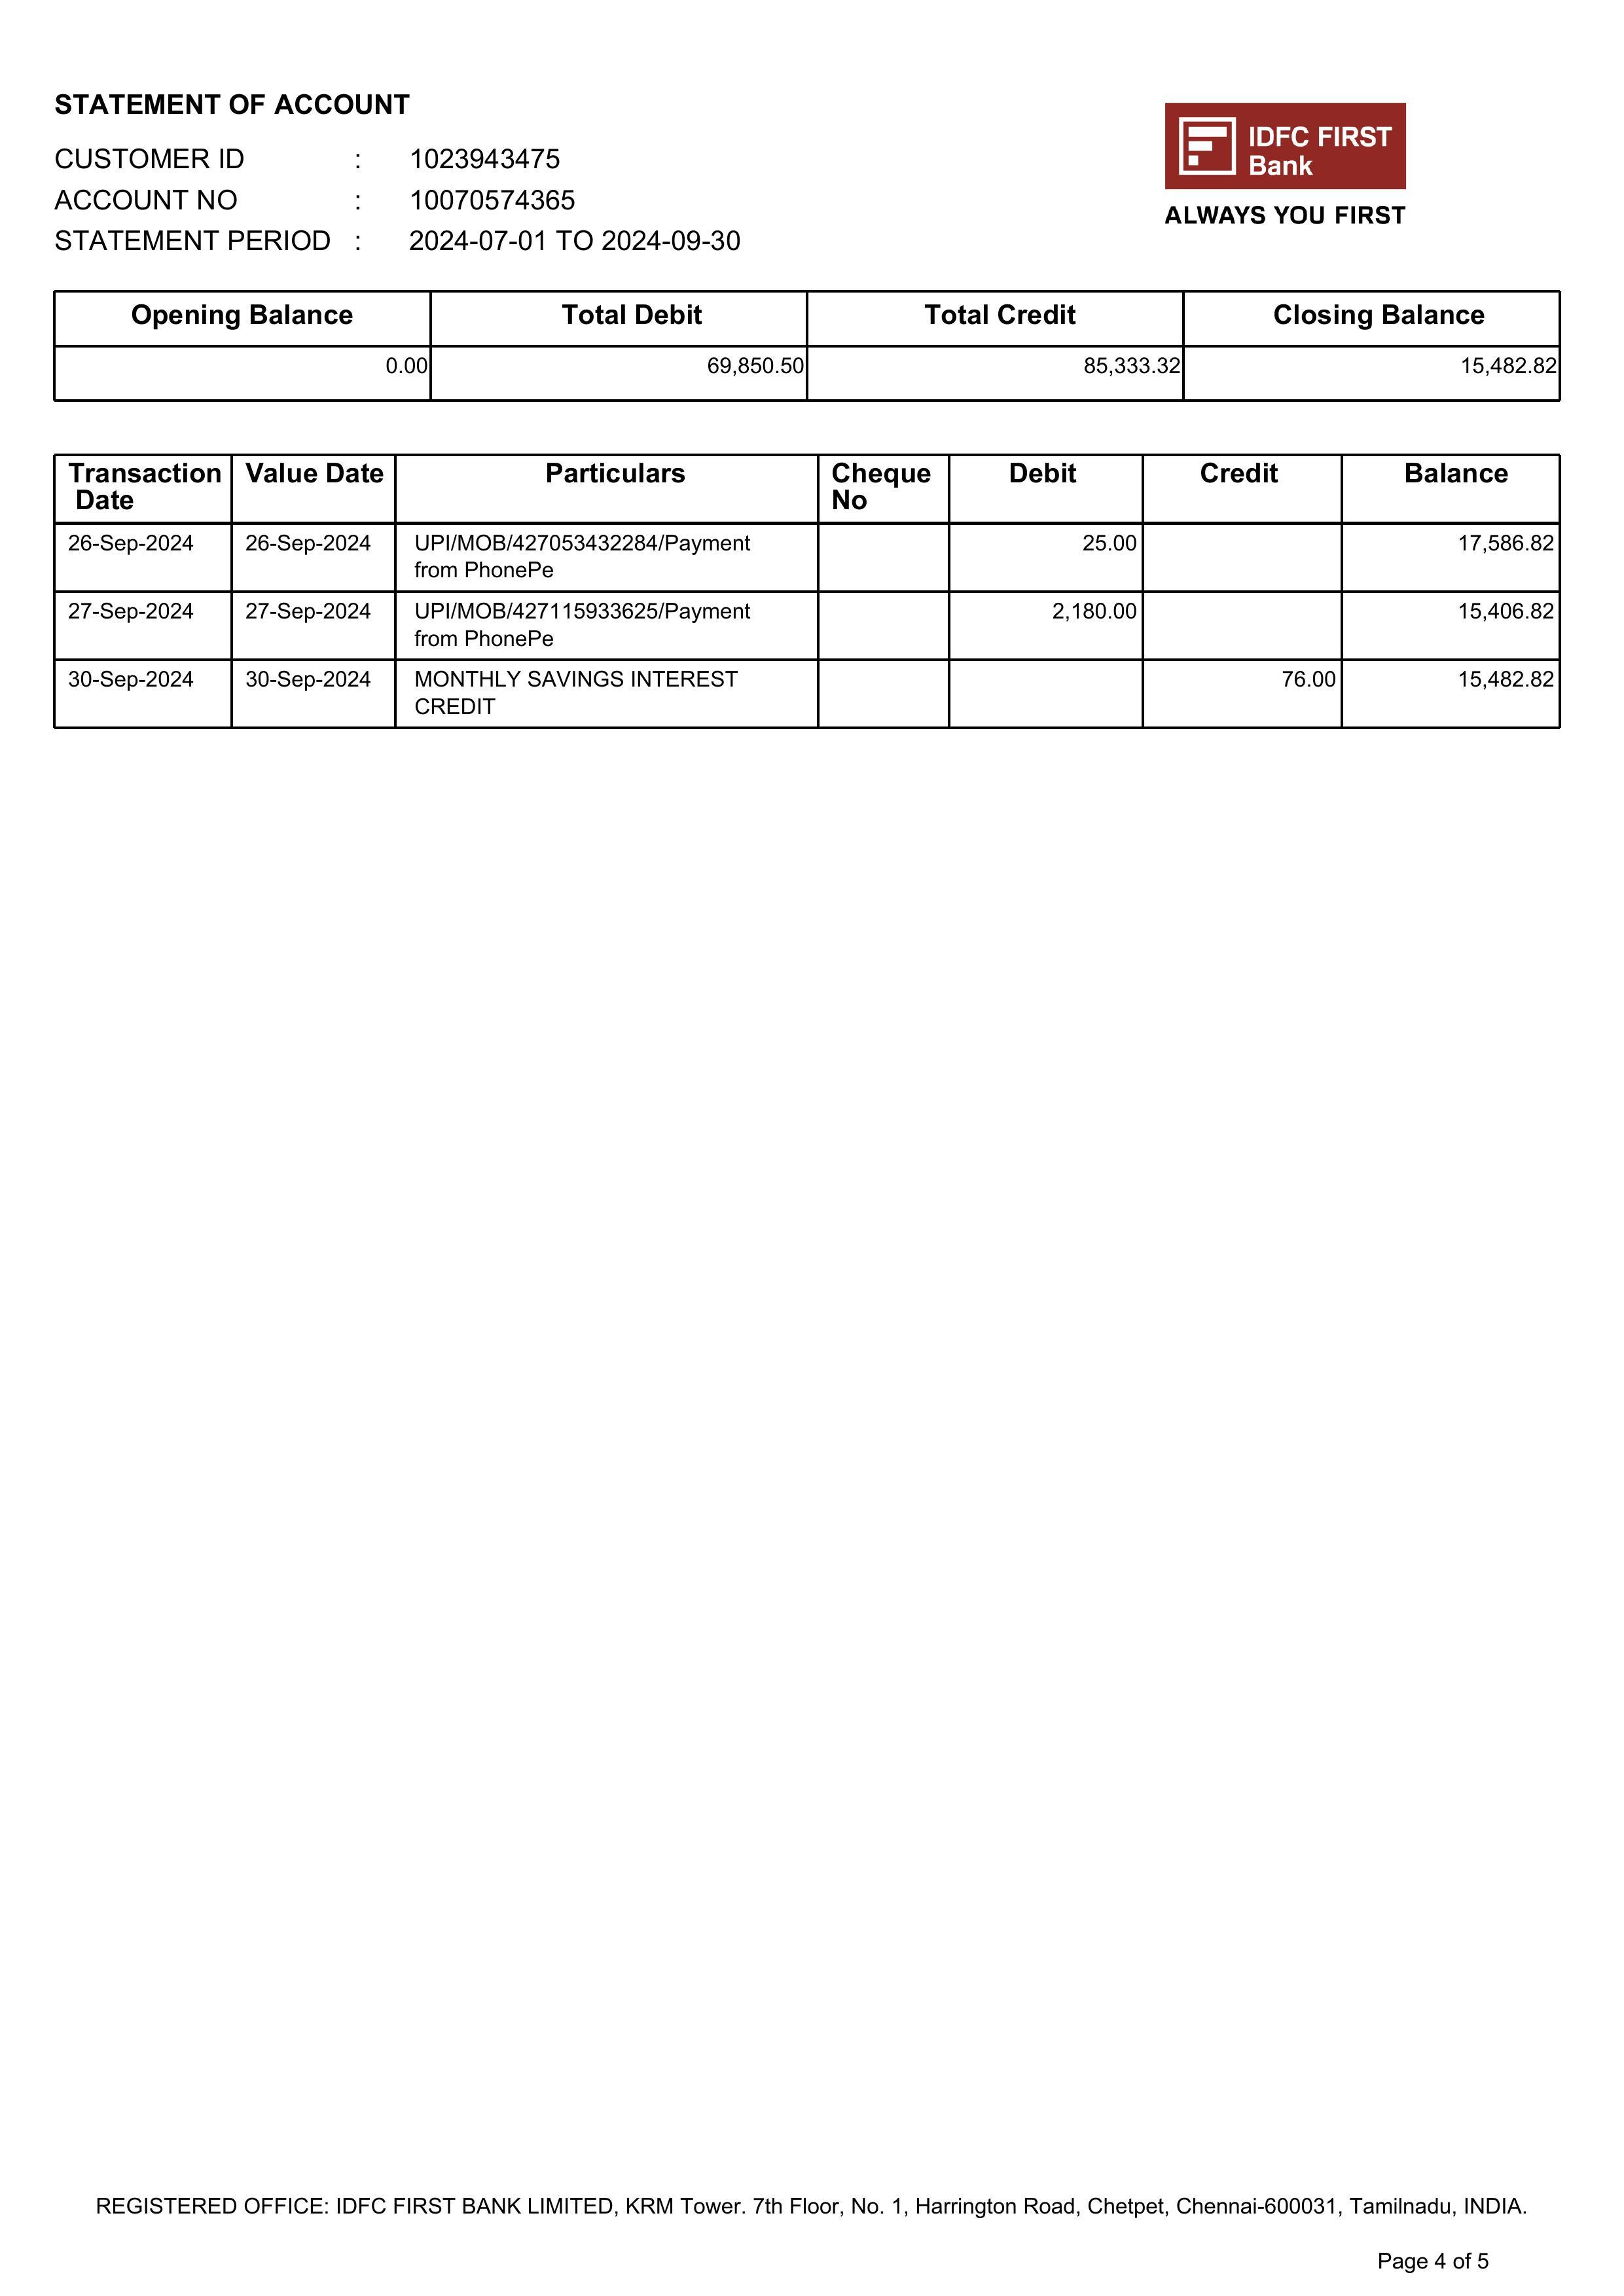 STATEMENT OF ACCOUNT
CUSTOMER ID : 1023943475
ACCOUNT NO : 10070574365
STATEMENT PERIOD : 2024-07-01 TO 2024-09-30
IDFC FIRST
Bank
ALWAYS YOU FIRST
Opening Balance Total Debit Total Credit Closing Balance
0.00 69,850.50 85,333.32 15,482.82
Transaction Value Date Particulars Cheque Debit Credit Balance
Date No
26-Sep-2024 26-Sep-2024 UPI/MOB/427053432284/Payment 25.00 17,586.82
from PhonePe
27-Sep-2024 27-Sep-2024 UPI/MOB/427115933625/Payment 2,180.00 15,406.82
from PhonePe
30-Sep-2024 30-Sep-2024 MONTHLY SAVINGS INTEREST 76.00 15,482.82
CREDIT
REGISTERED OFFICE: IDFC FIRST BANK LIMITED, KRM Tower. 7th Floor, No. 1, Harrington Road, Chetpet, Chennai-600031, Tamilnadu, INDIA.
Page 4 of 5